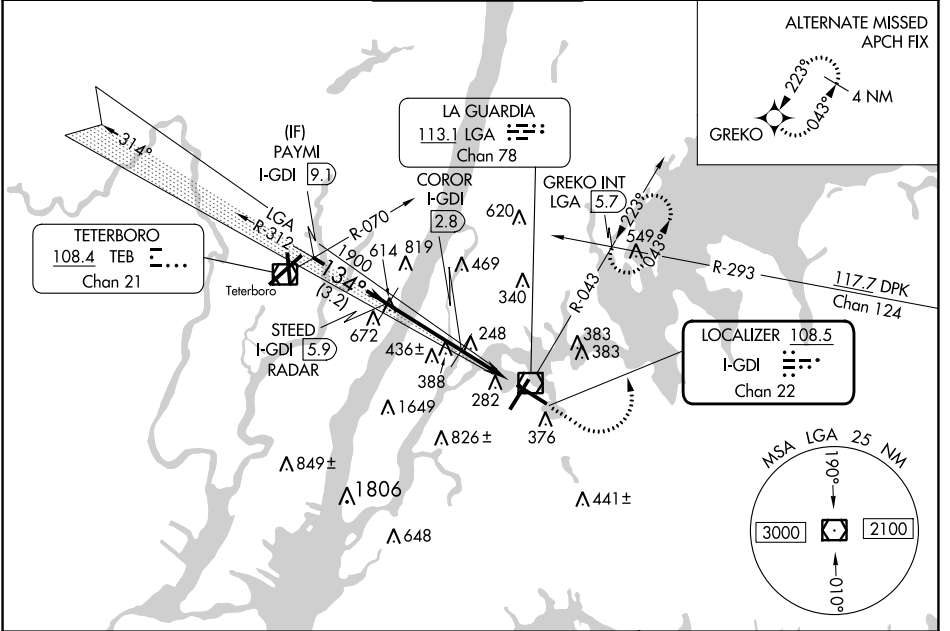 ALTERNATE MISSED
APCH FIX
223°
043°
4 NM
GREKO
LA GUARDIA
113.1 LGA
Chan 78
314°
(IF)
PAYMI
I-GDI 9.1
COROR
I-GDI
2.8
GREKO INT
LGA 5.7
620
223°
043°
549
LGA
R-312
R-070
TETERBORO
108.4 TEB
Chan 21
Teterboro
1900
134°
(3.2)
614
819
469
340
R-043
R-293
117.7 DPK
Chan 124
STEED
I-GDI 5.9
RADAR
672
436±
388
248
383
383
LOCALIZER 108.5
I-GDI
Chan 22
282
376
1649
826±
849±
1806
441±
648
MSA LGA 25 NM
190°
3000
2100
010°